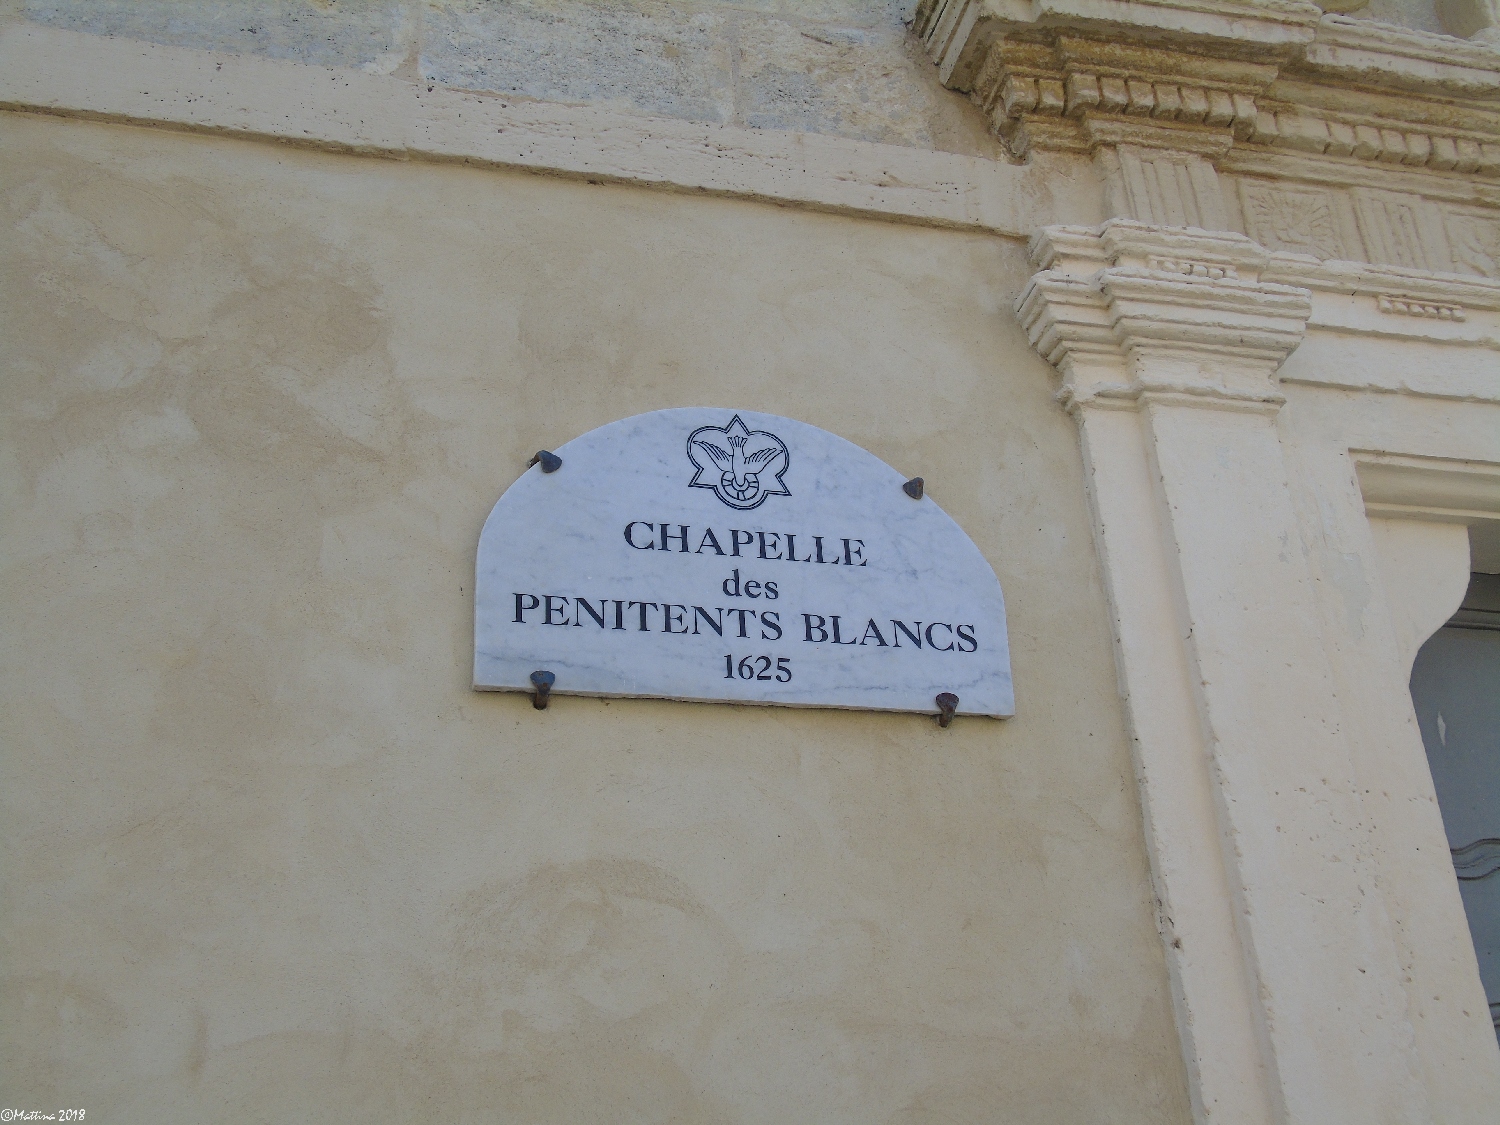 CHAPELLE
des
PENITENTS BLANCS
1625
©Mattina 2018